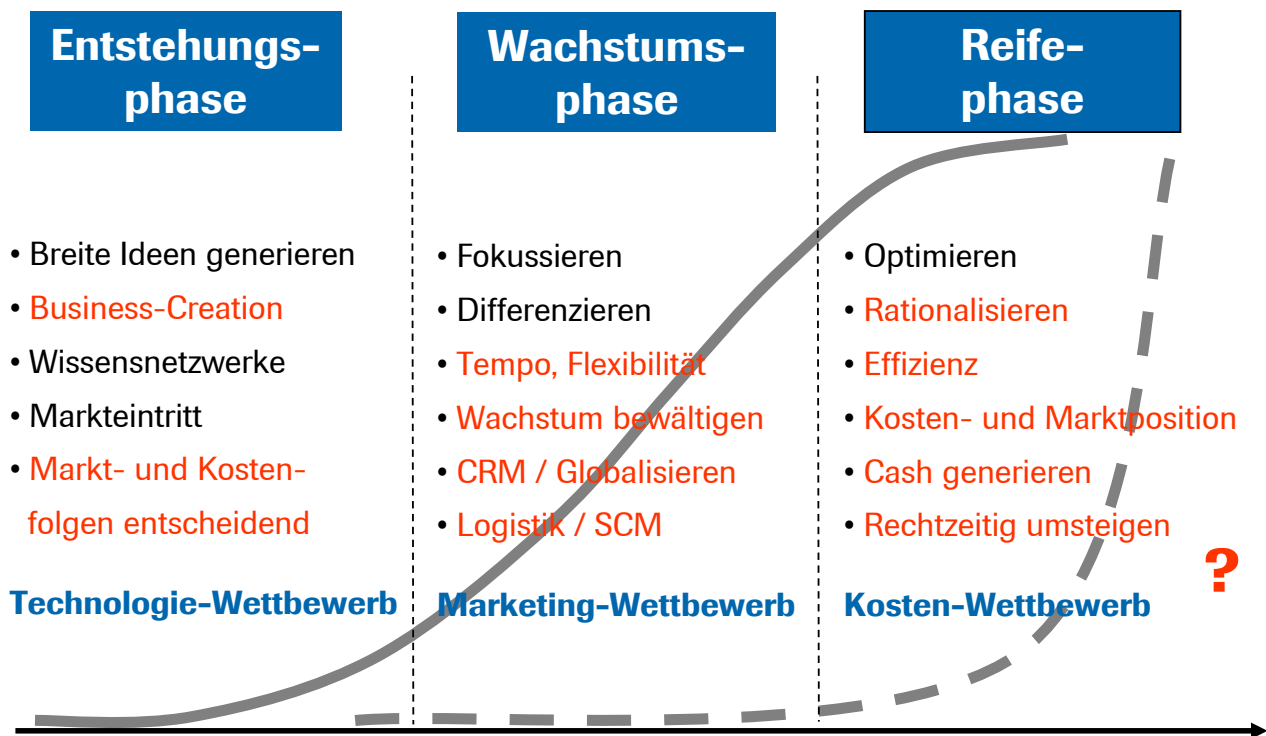 Entstehungs-
phase
Wachstums-
phase
Reife-
phase
• Breite Ideen generieren
• Business-Creation
• Wissensnetzwerke
• Markteintritt
• Markt- und Kosten-
folgen entscheidend
Technologie-Wettbewerb
• Fokussieren
• Differenzieren
• Tempo, Flexibilität
• Wachstum bewältigen
• CRM / Globalisieren
• Logistik / SCM
Marketing-Wettbewerb
• Optimieren
• Rationalisieren
• Effizienz
• Kosten- und Marktposition
• Cash generieren
• Rechtzeitig umsteigen
Kosten-Wettbewerb
?